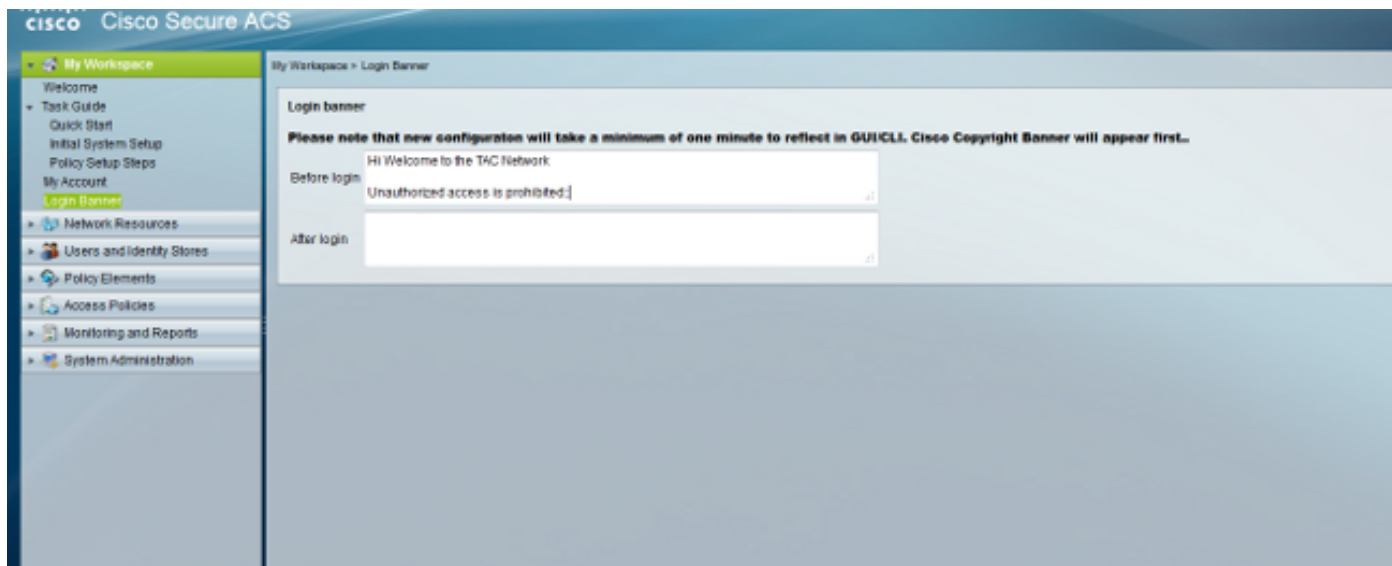 CISCO Cisco Secure ACS
My Workspace
Welcome
Task Guide
Quick Start
Initial System Setup
Policy Setup Steps
My Account
Login Banner
Network Resources
Users and Identity Stores
Policy Elements
Access Policies
Monitoring and Reports
System Administration
My Workspace > Login Banner
Login banner
Please note that new configuraton will take a minimum of one minute to reflect in GUI/CLI. Cisco Copyright Banner will appear first..
Before login
Hi Welcome to the TAC Network
Unauthorized access is prohibited:
After login